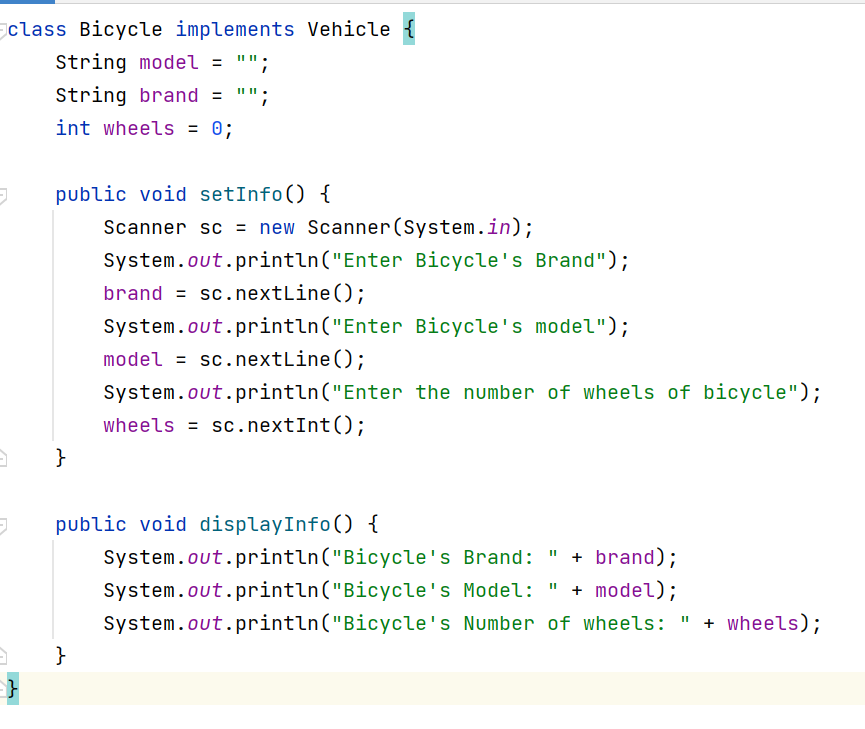 class Bicycle implements Vehicle {
    String model = "";
    String brand = "";
    int wheels = 0;

    public void setInfo() {
        Scanner sc = new Scanner(System.in);
        System.out.println("Enter Bicycle's Brand");
        brand = sc.nextLine();
        System.out.println("Enter Bicycle's model");
        model = sc.nextLine();
        System.out.println("Enter the number of wheels of bicycle");
        wheels = sc.nextInt();
    }

    public void displayInfo() {
        System.out.println("Bicycle's Brand: " + brand);
        System.out.println("Bicycle's Model: " + model);
        System.out.println("Bicycle's Number of wheels: " + wheels);
    }
}